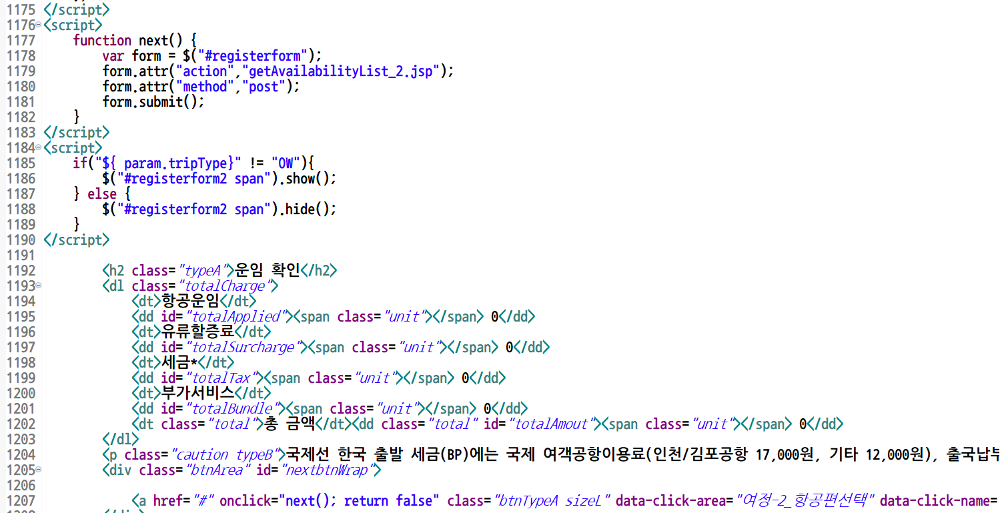 1175 </script>
1176 <script>
1177 function next() {
1178 var form = $("#registerform");
1179 form.attr("action","getAvailabilityList_2.jsp");
1180 form.attr("method","post");
1181 form.submit();
1182 }
1183 </script>
1184 <script>
1185 if("${ param.tripType}" != "OW"){
1186 $("#registerform2 span").show();
1187 } else {
1188 $("#registerform2 span").hide();
1189 }
1190 </script>
1191
1192 <h2 class="typeA">운임 확인</h2>
1193 <dl class="totalCharge">
1194 <dt>항공운임</dt>
1195 <dd id="totalApplied"><span class="unit"></span> 0</dd>
1196 <dt>유류할증료</dt>
1197 <dd id="totalSurcharge"><span class="unit"></span> 0</dd>
1198 <dt>세금*</dt>
1199 <dd id="totalTax"><span class="unit"></span> 0</dd>
1200 <dt>부가서비스</dt>
1201 <dd id="totalBundle"><span class="unit"></span> 0</dd>
1202 <dt class="total">총 금액</dt><dd class="total" id="totalAmout"><span class="unit"></span> 0</dd>
1203 </dl>
1204 <p class="caution typeB">국제선 한국 출발 세금(BP)에는 국제 여객공항이용료(인천/김포공항 17,000원, 기타 12,000원), 출국납부
1205 <div class="btnArea" id="nextbtnWrap">
1206
1207 <a href="#" onclick="next(); return false" class="btnTypeA sizeL" data-click-area="여정-2_항공편선택" data-click-name=